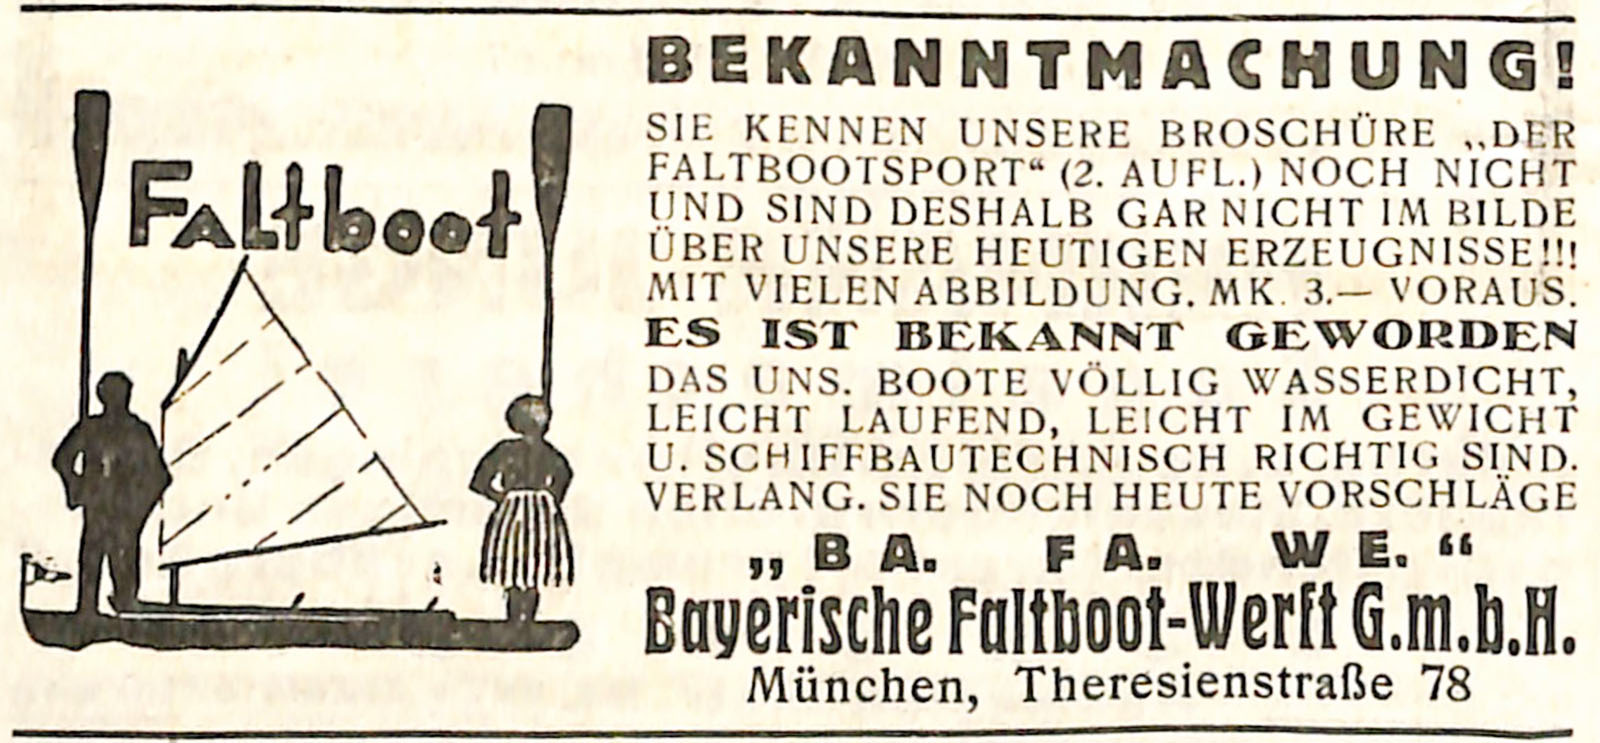 Faltboot
BEKANNTMACHUNG!
SIE KENNEN UNSERE BROSCHÜRE „DER
FALTBOOTSPORT“ (2. AUFL.) NOCH NICHT
UND SIND DESHALB GAR NICHT IM BILDE
ÜBER UNSERE HEUTIGEN ERZEUGNISSE!!!
MIT VIELEN ABBILDUNG. MK. 3.— VORAUS.
ES IST BEKANNT GEWORDEN
DAS UNS. BOOTE VÖLLIG WASSERDICHT,
LEICHT LAUFEND, LEICHT IM GEWICHT
U. SCHIFFBAUTECHNISCH RICHTIG SIND.
VERLANG. SIE NOCH HEUTE VORSCHLÄGE
„BA. FA. WE.“
Bayerische Faltboot-Werft G.m.b.H.
München, Theresienstraße 78